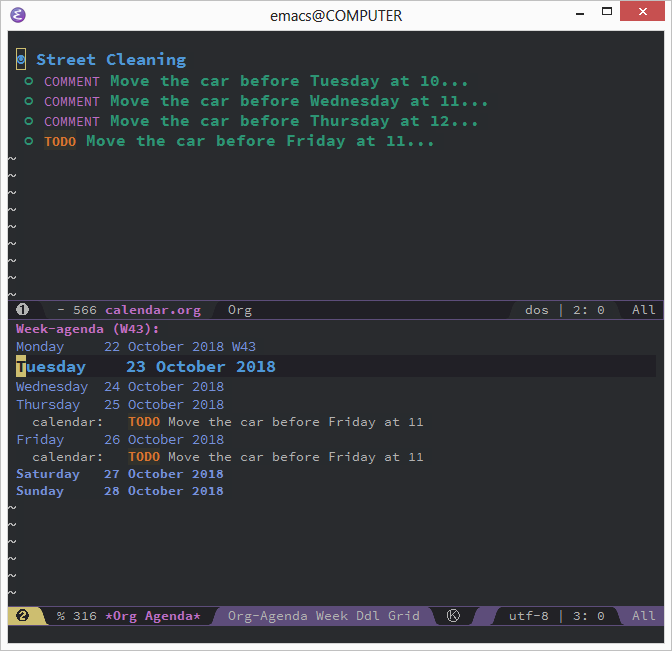 emacs@COMPUTER
Street Cleaning
COMMENT Move the car before Tuesday at 10...
COMMENT Move the car before Wednesday at 11...
COMMENT Move the car before Thursday at 12...
TODO Move the car before Friday at 11...
~
~
~
~
~
~
~
~
~
❶ - 566 calendar.org Org dos | 2: 0 All
Week-agenda (W43):
Monday 22 October 2018 W43
Tuesday 23 October 2018
Wednesday 24 October 2018
Thursday 25 October 2018
calendar: TODO Move the car before Friday at 11
Friday 26 October 2018
calendar: TODO Move the car before Friday at 11
Saturday 27 October 2018
Sunday 28 October 2018
~
~
~
~
~
~
❷ % 316 *Org Agenda* Org-Agenda Week Ddl Grid Ⓚ utf-8 | 3: 0 All